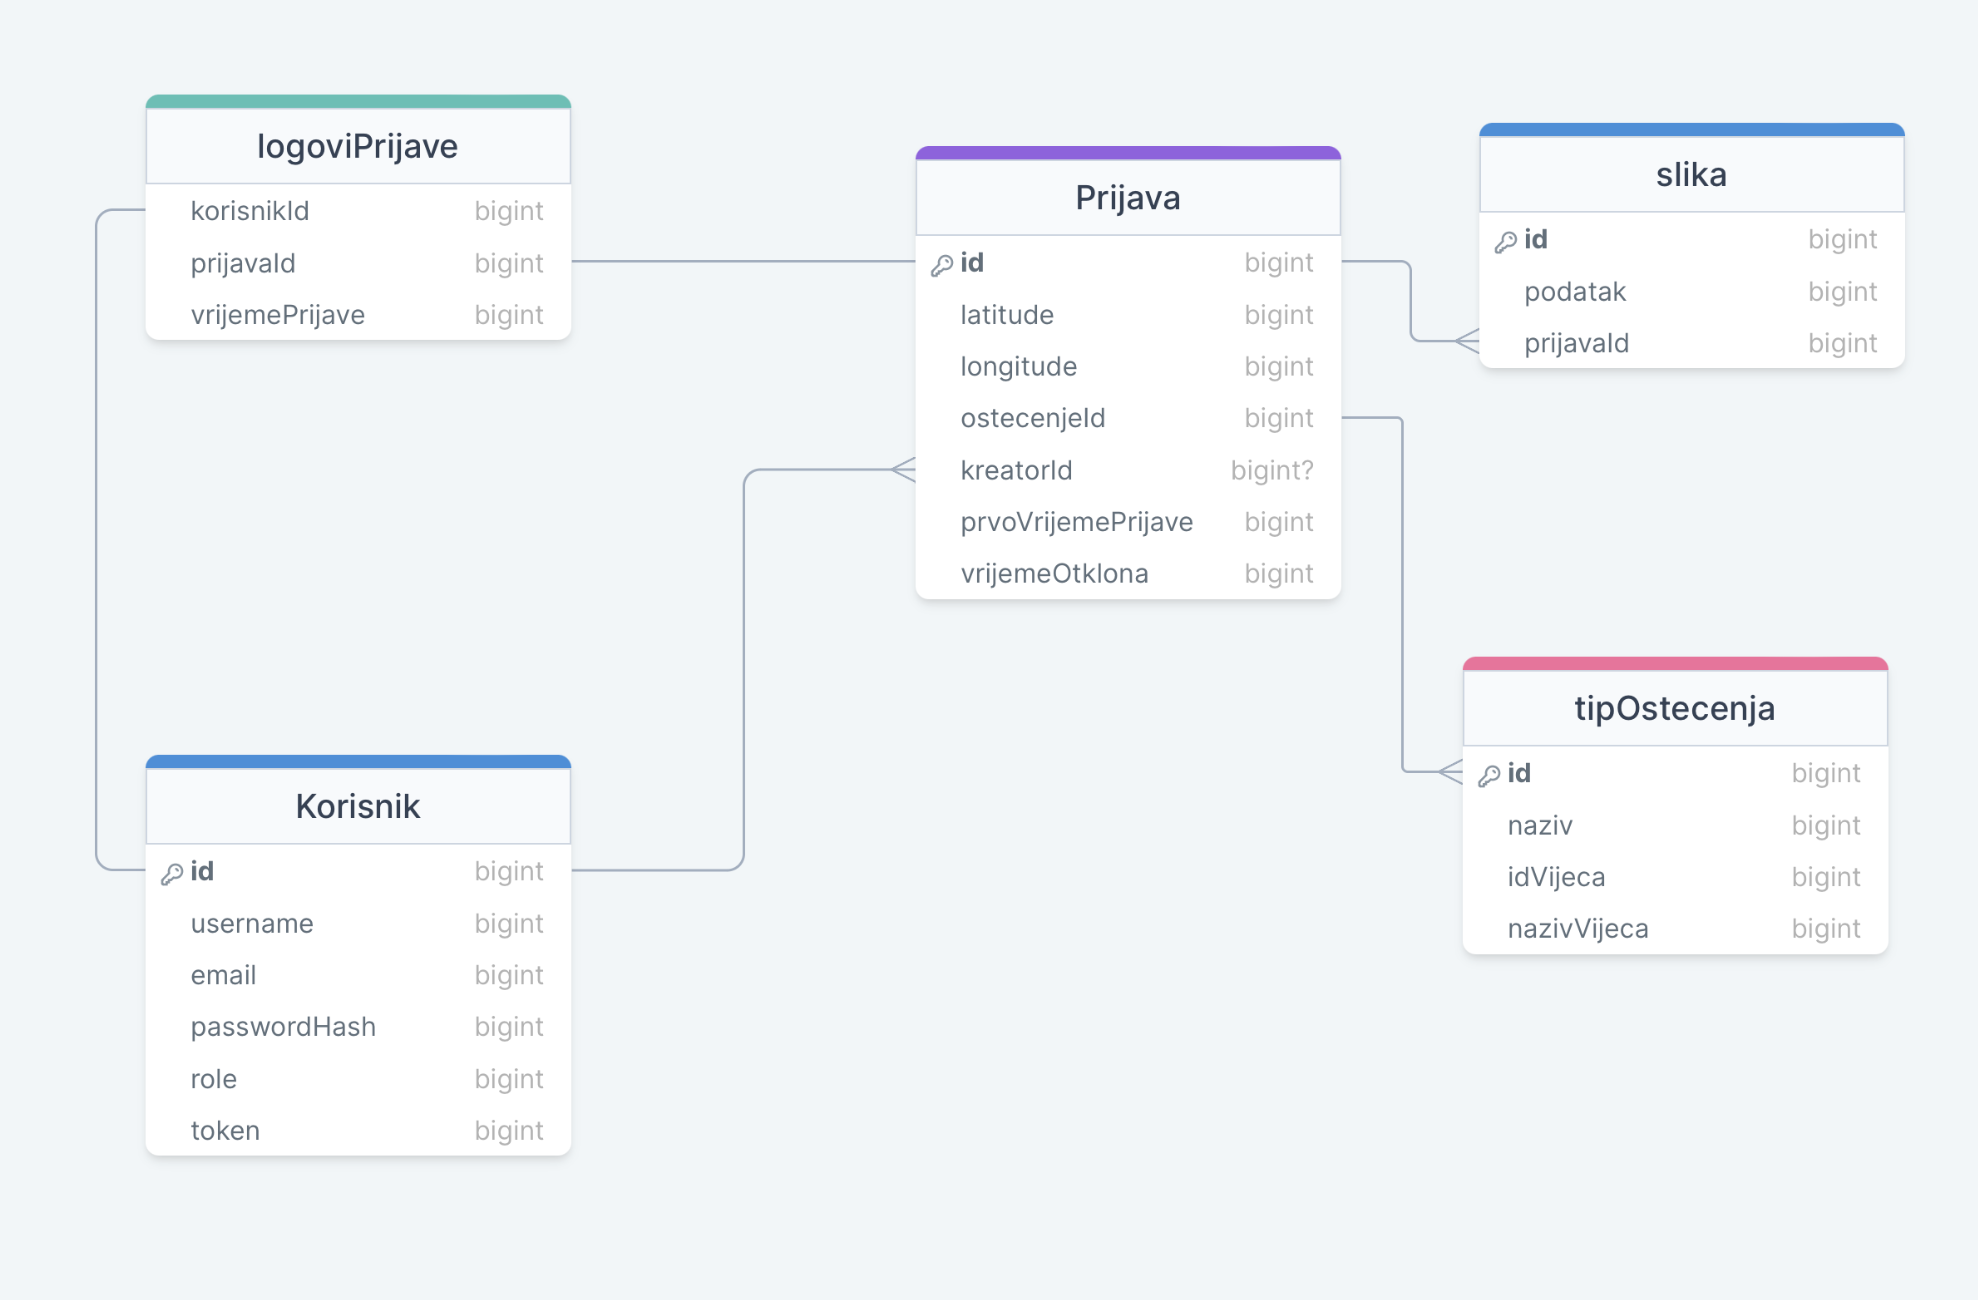 logoviPrijave
korisnikId bigint
prijavaId bigint
vrijemePrijave bigint
Prijava
id bigint
latitude bigint
longitude bigint
ostecenjeId bigint
kreatorId bigint?
prvoVrijemePrijave bigint
vrijemeOtklona bigint
slika
id bigint
podatak bigint
prijavaId bigint
Korisnik
id bigint
username bigint
email bigint
passwordHash bigint
role bigint
token bigint
tipOstecenja
id bigint
naziv bigint
idVijeca bigint
nazivVijeca bigint